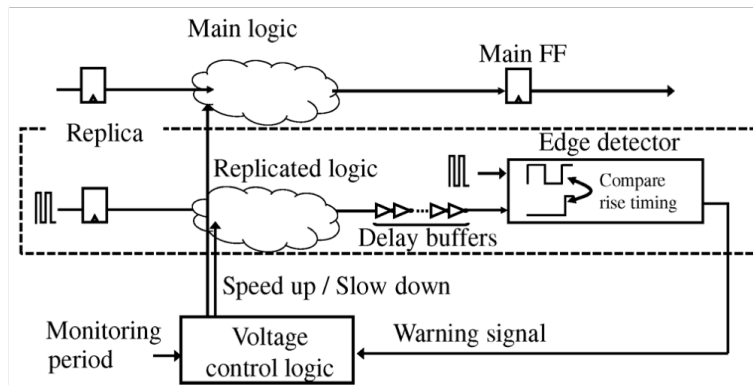 Main logic
Main FF
Replica
Edge detector
Replicated logic
Compare
rise timing
Delay buffers
Speed up / Slow down
Monitoring
period
Voltage
control logic
Warning signal